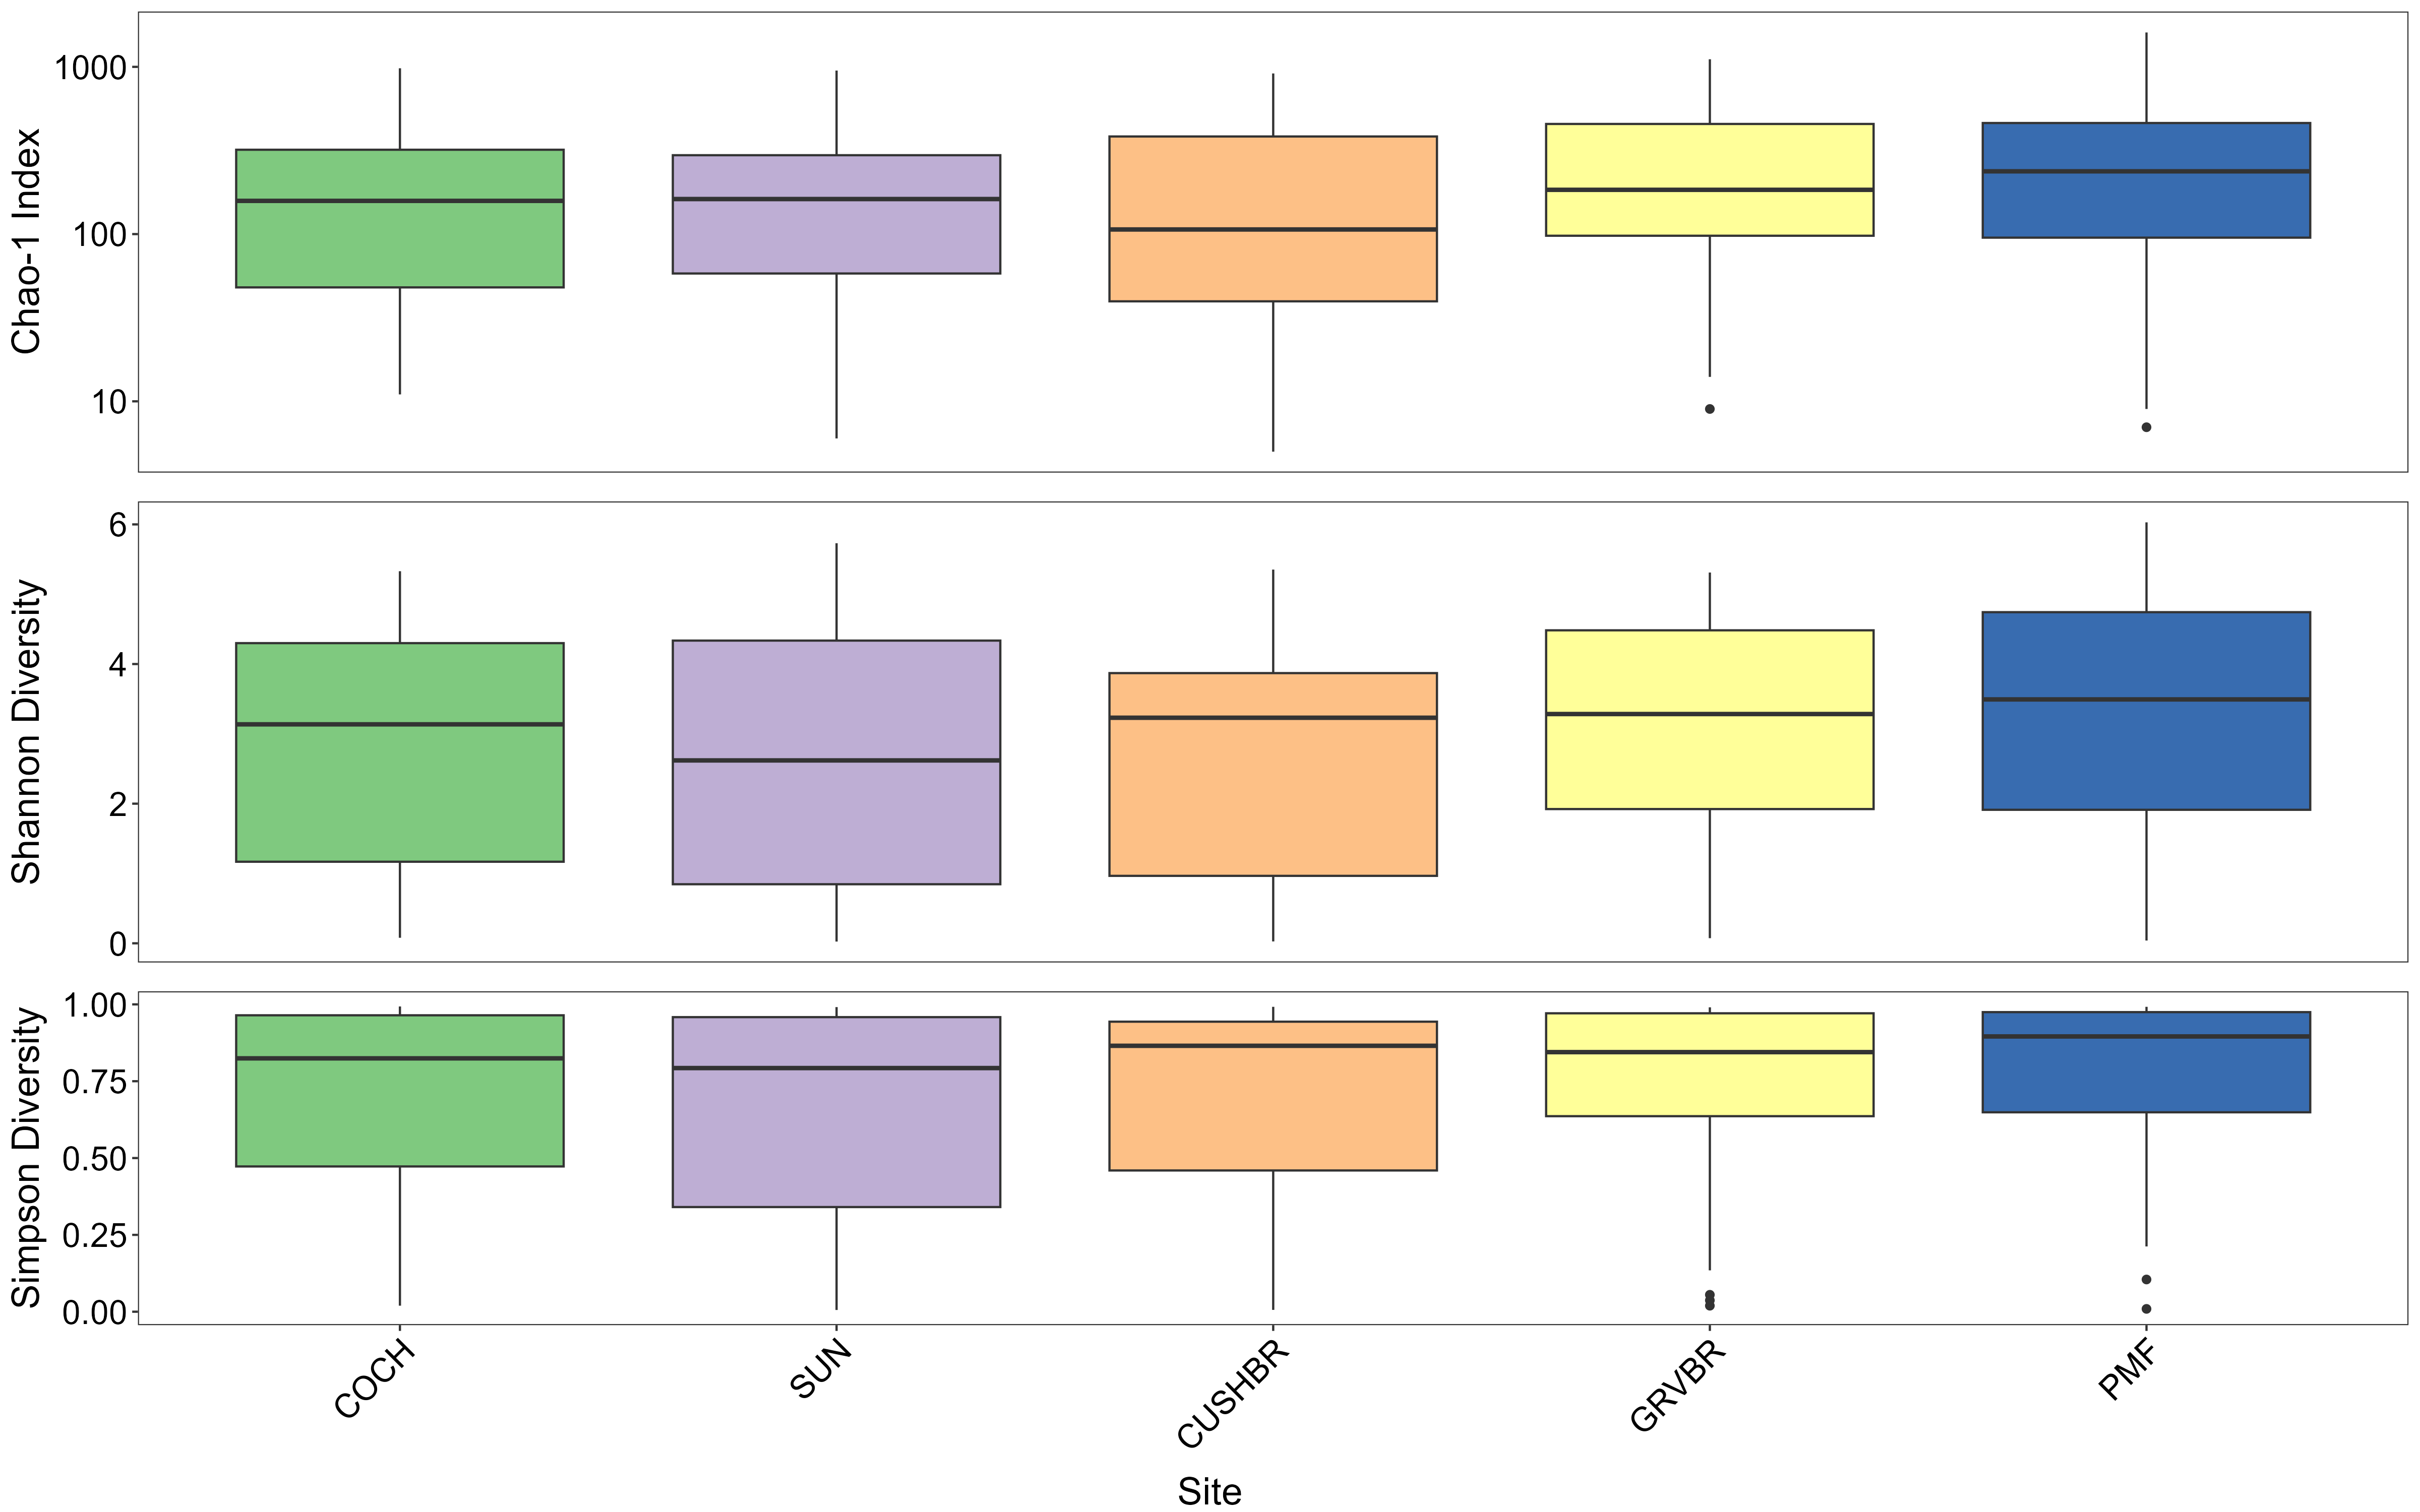 Chao-1 Index
1000
100
10
Shannon Diversity
6
4
2
0
Simpson Diversity
1.00
0.75
0.50
0.25
0.00
COCH
SUN
CUSHBR
GRVBR
PMF
Site